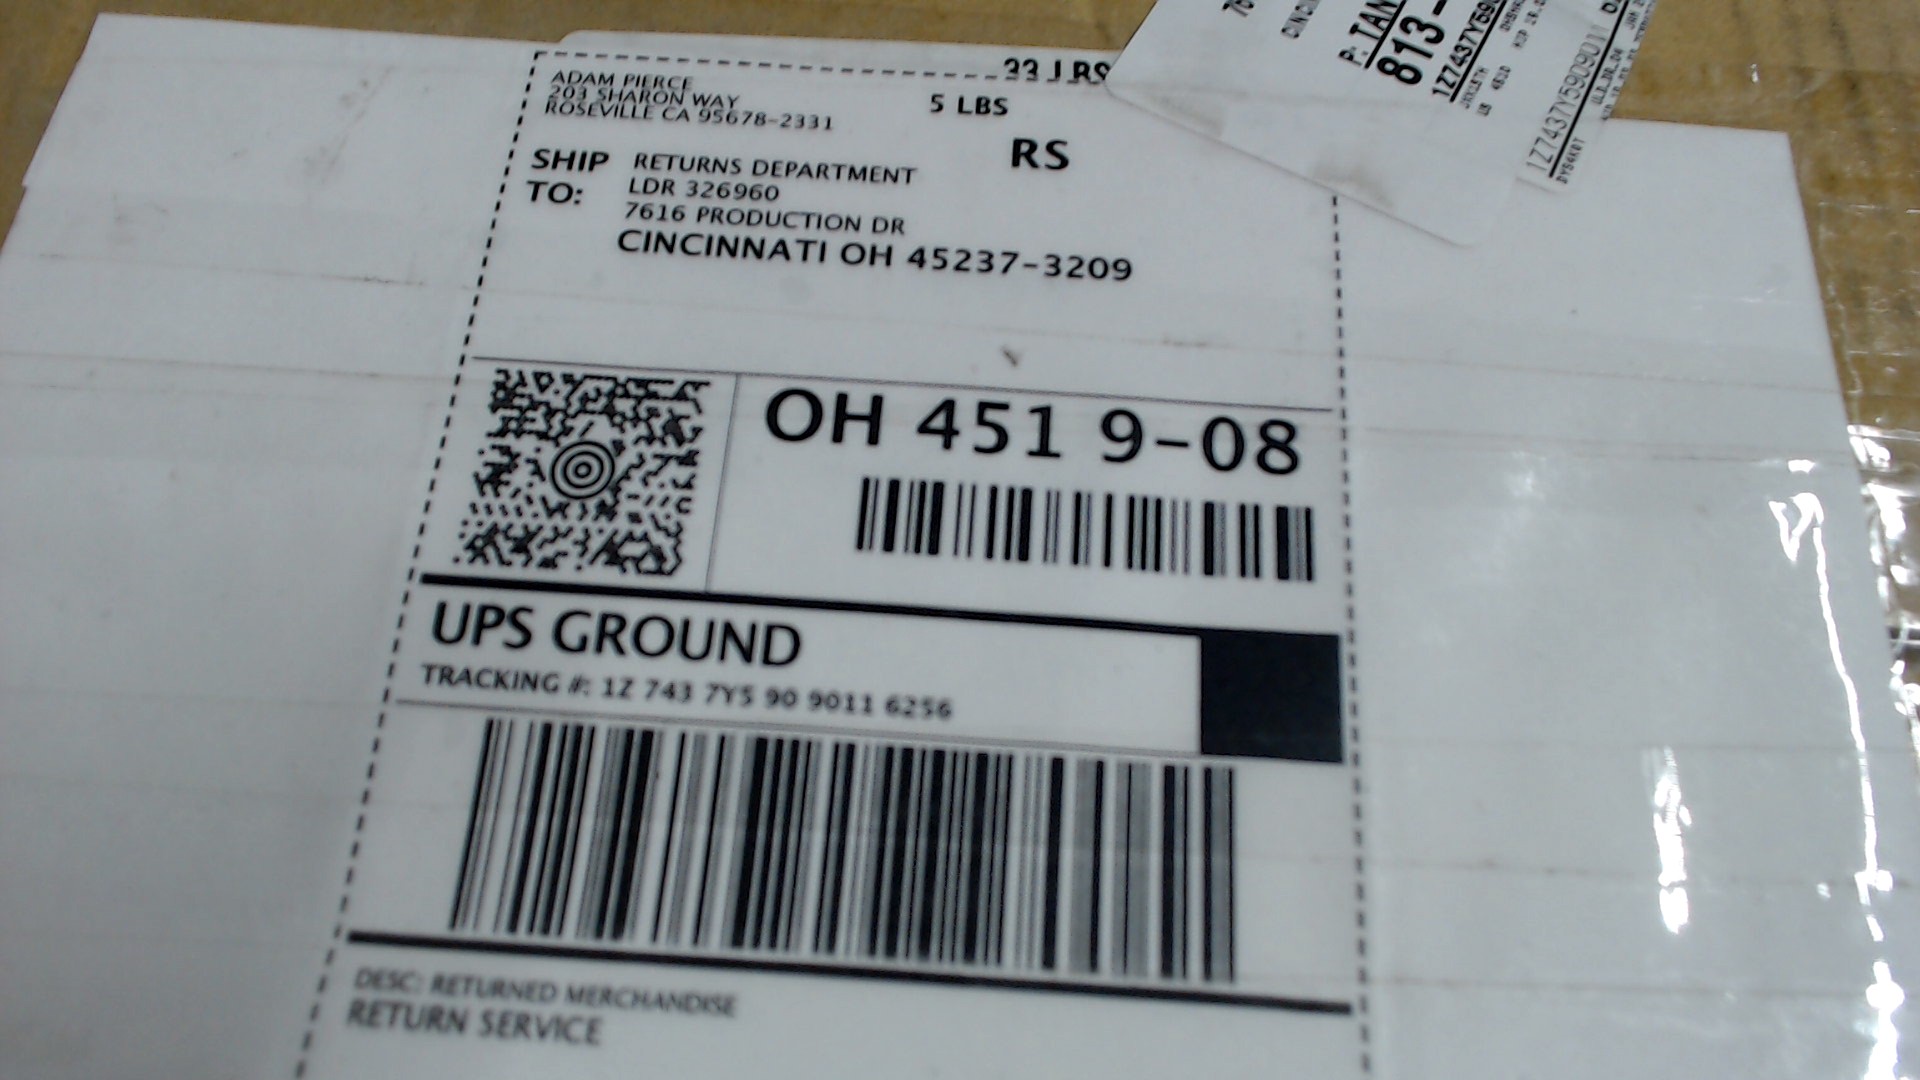 33 LBS
ADAM PIERCE
203 SHARON WAY
ROSEVILLE CA 95678-2331
5 LBS
RS
SHIP TO:
RETURNS DEPARTMENT
LDR 326960
7616 PRODUCTION DR
CINCINNATI OH 45237-3209
OH 451 9-08
UPS GROUND
TRACKING #: 1Z 743 7Y5 90 9011 6256
DESC: RETURNED MERCHANDISE
RETURN SERVICE
P: TAN
813-